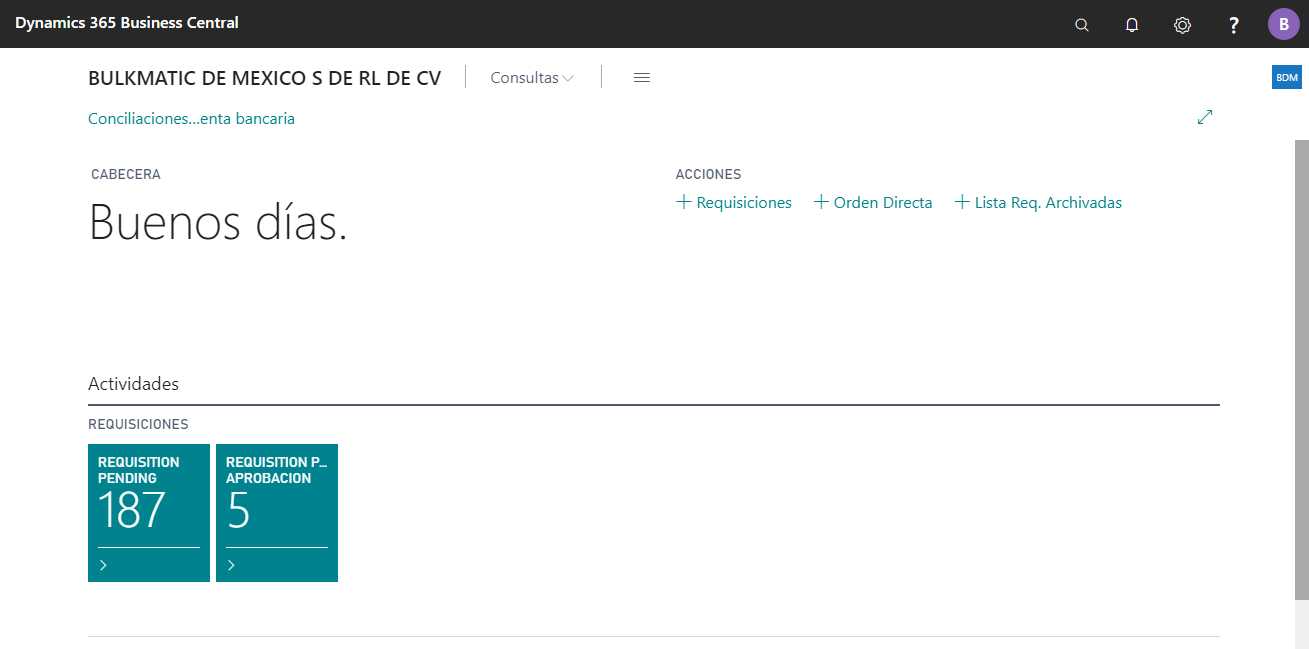 Dynamics 365 Business Central
?
B
BULKMATIC DE MEXICO S DE RL DE CV
Consultas
BDM
Conciliaciones...enta bancaria
CABECERA
Buenos días.
ACCIONES
Requisiciones
Orden Directa
Lista Req. Archivadas
Actividades
REQUISICIONES
REQUISITION
PENDING
187
REQUISITION P...
APROBACION
5